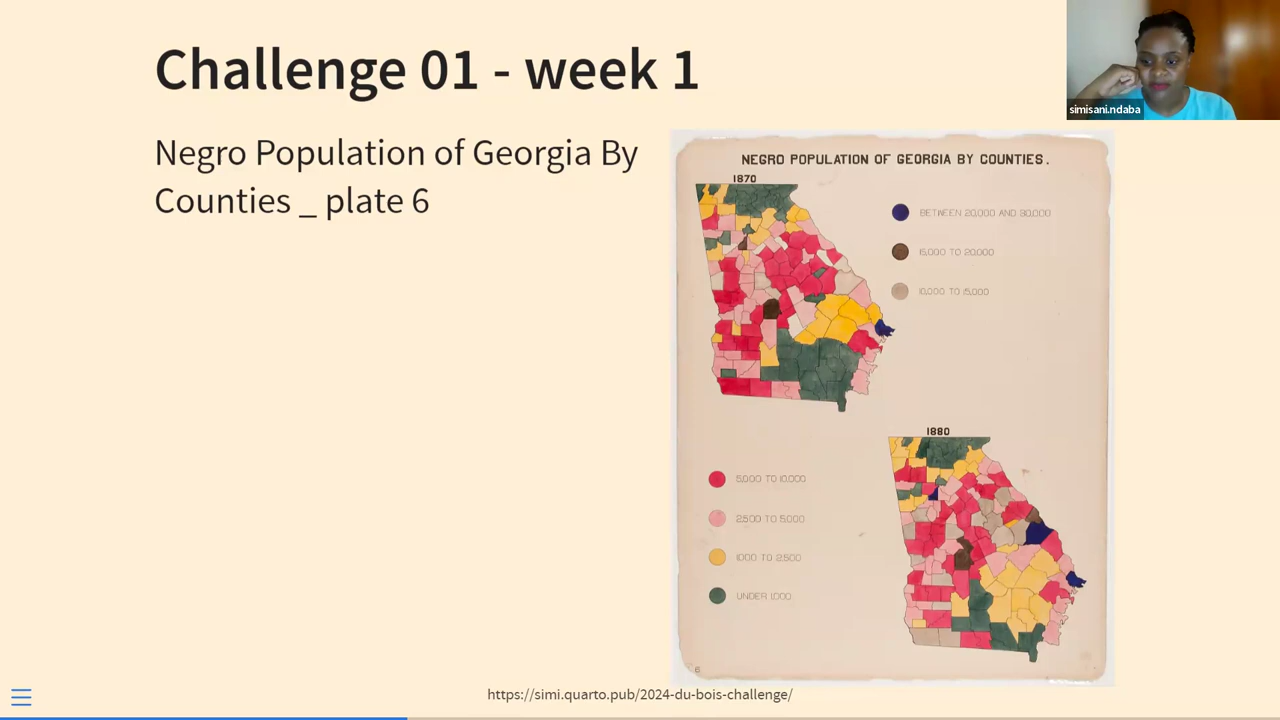 Challenge 01 - week 1
simisani.ndaba
Negro Population of Georgia By
Counties _ plate 6
NEGRO POPULATION OF GEORGIA BY COUNTIES.
1870
BETWEEN 20,000 AND 30,000
15,000 TO 20,000
10,000 TO 15,000
1880
5,000 TO 10,000
2,500 TO 5,000
1000 TO 2,500
UNDER 1,000
6
https://simi.quarto.pub/2024-du-bois-challenge/